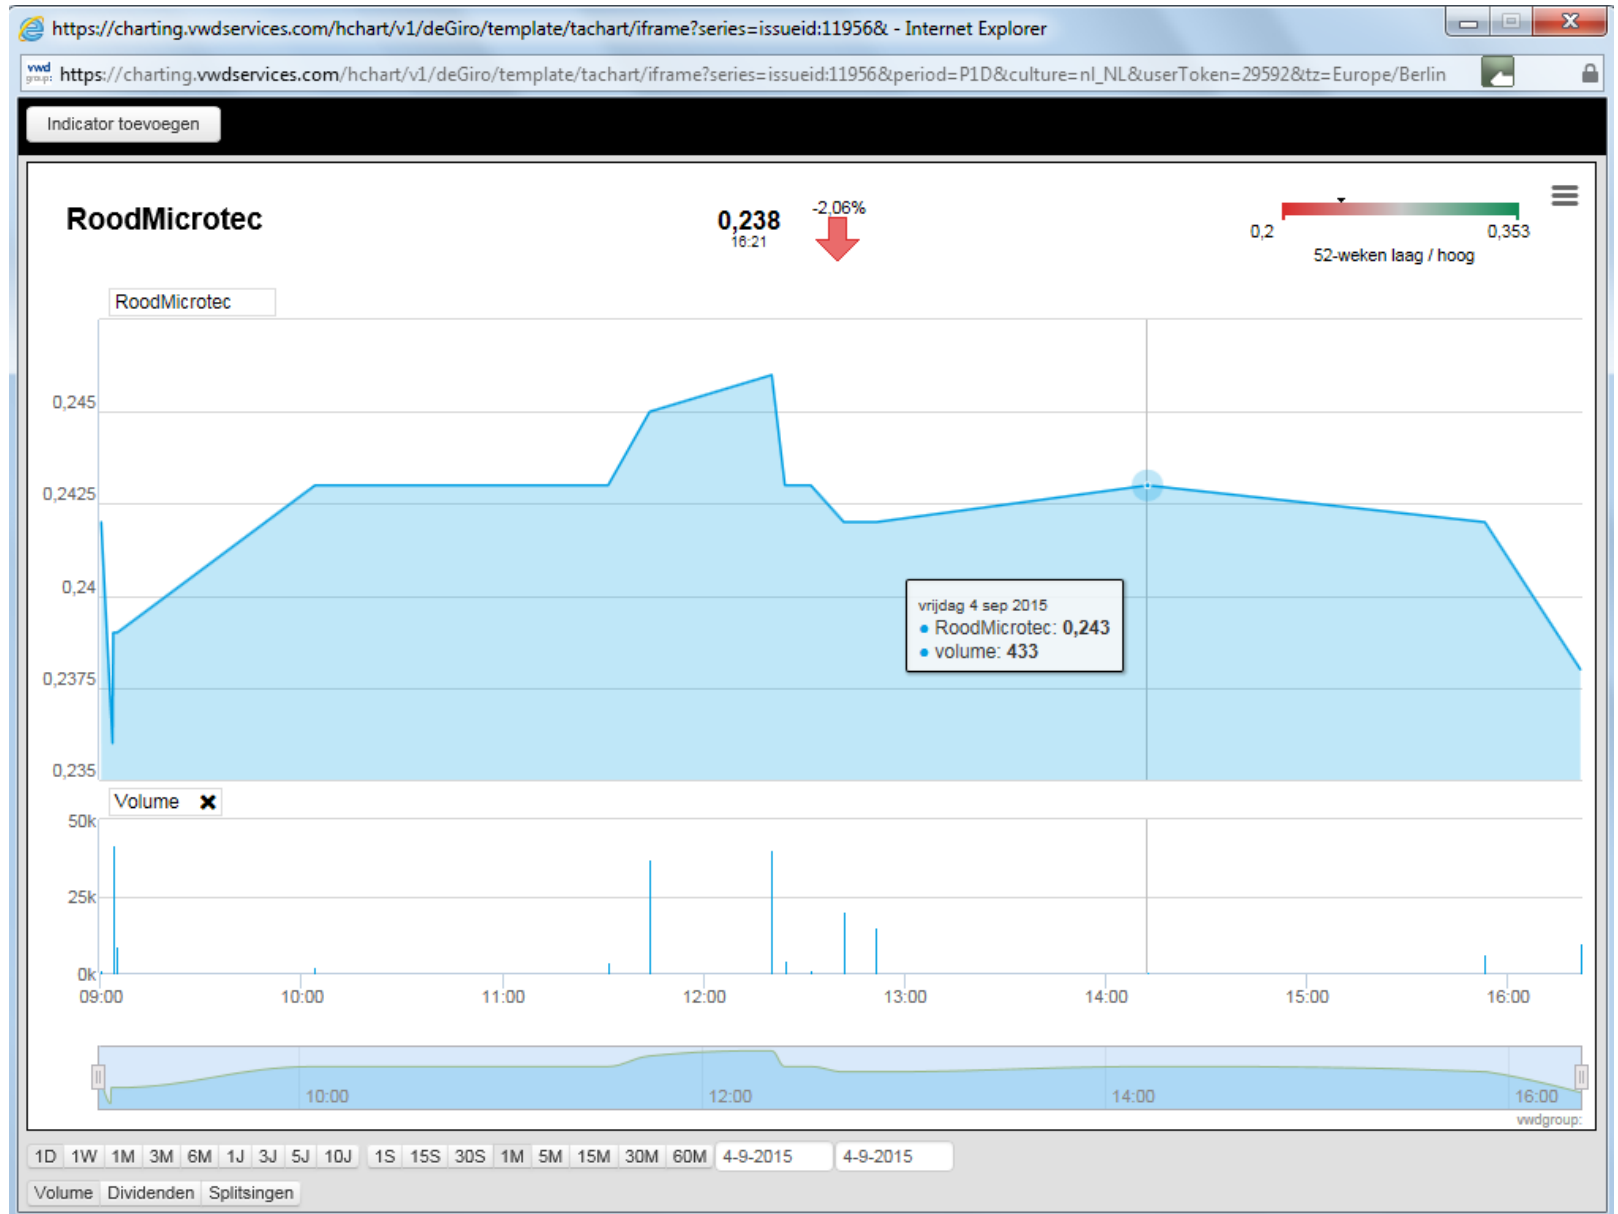 https://charting.vwdservices.com/hchart/v1/deGiro/template/tachart/iframe?series=issueid:11956& - Internet Explorer
vwd group: https://charting.vwdservices.com/hchart/v1/deGiro/template/tachart/iframe?series=issueid:11956&period=P1D&culture=nl_NL&userToken=29592&tz=Europe/Berlin
Indicator toevoegen
RoodMicrotec
0,238
16:21
-2,06%
0,2
0,353
52-weken laag / hoog
RoodMicrotec
0,245
0,2425
0,24
0,2375
0,235
vrijdag 4 sep 2015
RoodMicrotec: 0,243
volume: 433
Volume
50k
25k
0k
09:00 10:00 11:00 12:00 13:00 14:00 15:00 16:00
10:00 12:00 14:00 16:00
vwdgroup:
1D 1W 1M 3M 6M 1J 3J 5J 10J 1S 15S 30S 1M 5M 15M 30M 60M 4-9-2015 4-9-2015
Volume Dividenden Splitsingen